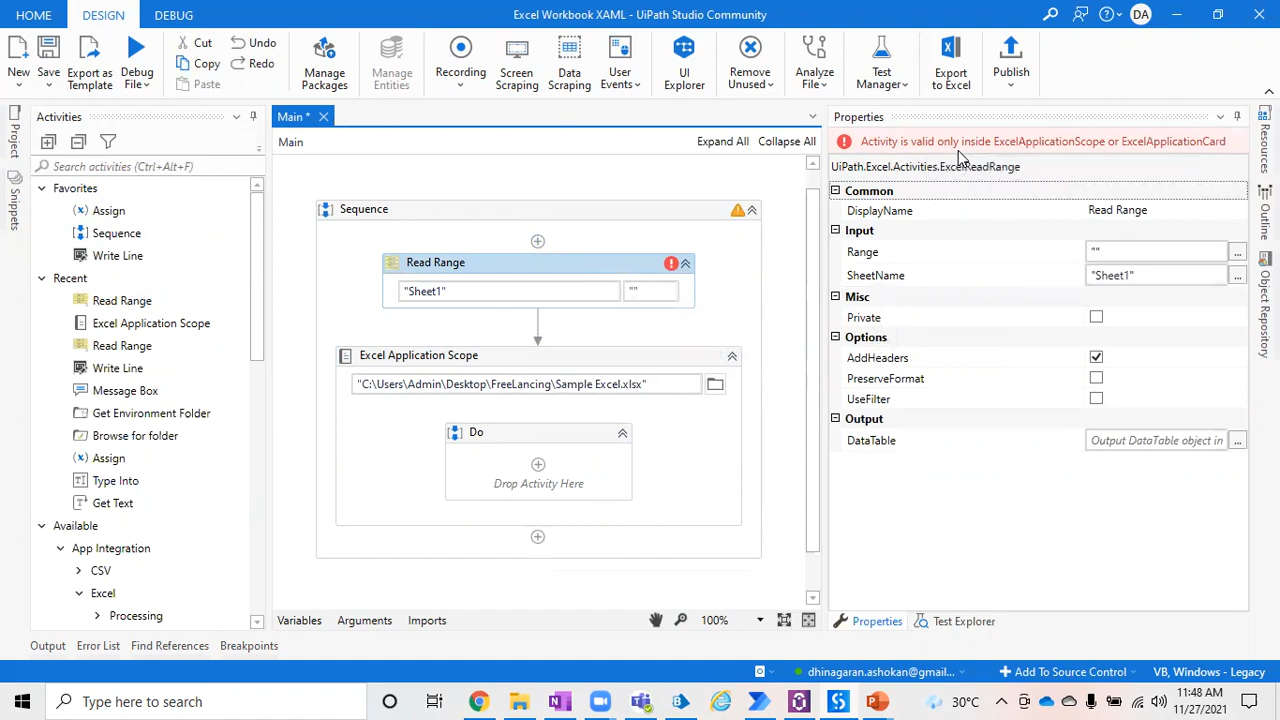 HOME DESIGN DEBUG Excel Workbook XAML - UiPath Studio Community DA
New Save Export as Template Debug File Cut Copy Paste Undo Redo Manage Packages Manage Entities Recording Screen Scraping Data Scraping User Events UI Explorer Remove Unused Analyze File Test Manager Export to Excel Publish
Project
Snippets
Activities
Search activities (Ctrl+Alt+F)
Favorites
Assign
Sequence
Write Line
Recent
Read Range
Excel Application Scope
Read Range
Write Line
Message Box
Get Environment Folder
Browse for folder
Assign
Type Into
Get Text
Available
App Integration
CSV
Excel
Processing
Main *
Main Expand All Collapse All
Sequence
Read Range
"Sheet1" ""
Excel Application Scope
"C:\Users\Admin\Desktop\FreeLancing\Sample Excel.xlsx"
Do
Drop Activity Here
Variables Arguments Imports 100%
Properties
Activity is valid only inside ExcelApplicationScope or ExcelApplicationCard
UiPath.Excel.Activities.ExcelReadRange
Common
DisplayName Read Range
Input
Range "" ...
SheetName "Sheet1" ...
Misc
Private
Options
AddHeaders
PreserveFormat
UseFilter
Output
DataTable Output DataTable object in ...
Properties Test Explorer
Resources
Outline
Object Repository
Output Error List Find References Breakpoints
dhinagaran.ashokan@gmail... Add To Source Control VB, Windows - Legacy
Type here to search 30°C 11:48 AM
11/27/2021